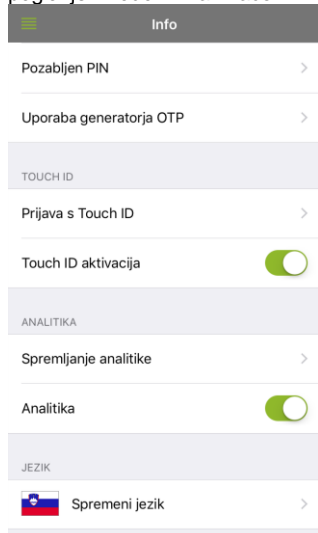 Info
Pozabljen PIN
Uporaba generatorja OTP
TOUCH ID
Prijava s Touch ID
Touch ID aktivacija
ANALITIKA
Spremljanje analitike
Analitika
JEZIK
Spremeni jezik